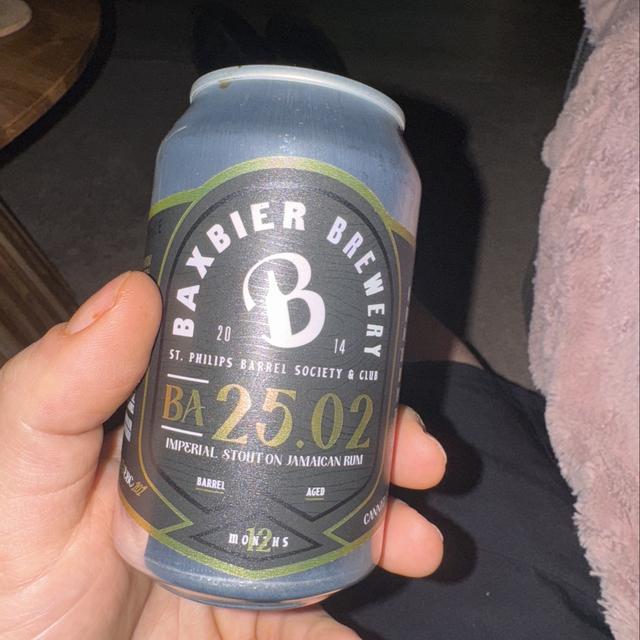 BAXBIER BREWERY
B
20 14
ST. PHILIPS BARREL SOCIETY & CLUB
BA 25.02
IMPERIAL STOUT ON JAMAICAN RUM
BARREL AGED
12
MONTHS